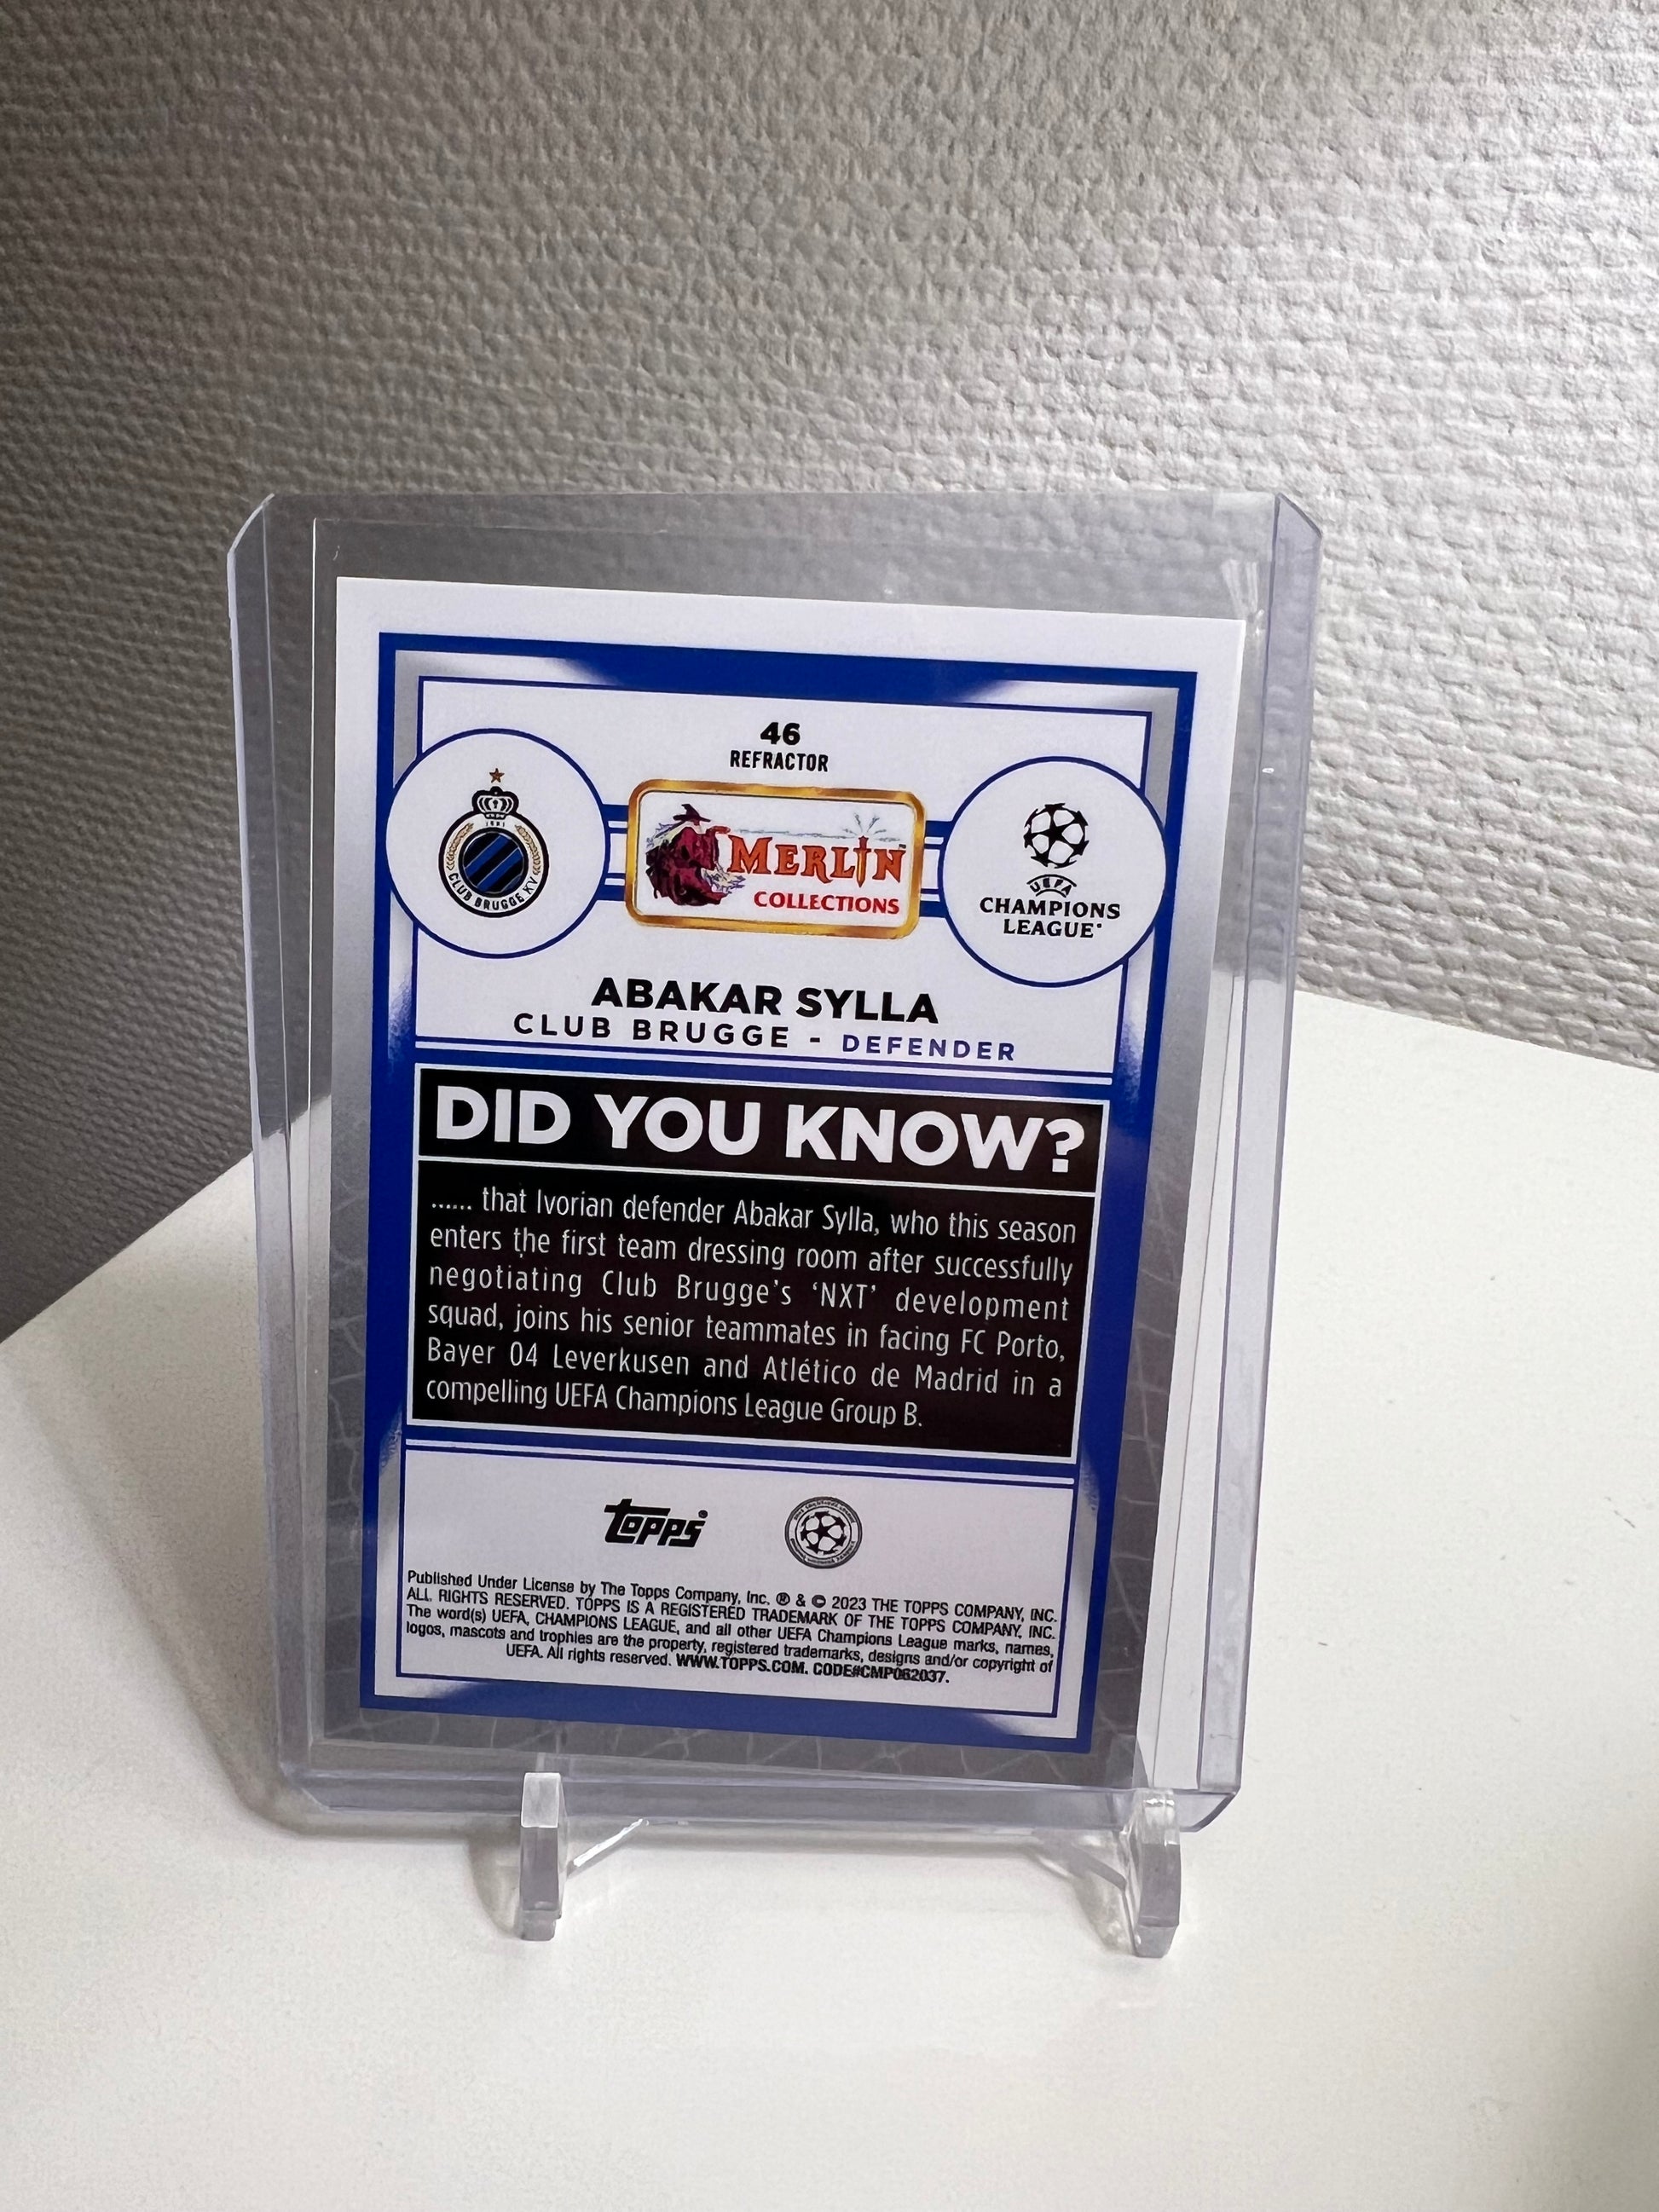 46
REFRACTOR
1891
CLUB BRUGGE KV
MERLIN™
COLLECTIONS
UEFA
CHAMPIONS
LEAGUE
ABAKAR SYLLA
CLUB BRUGGE - DEFENDER
DID YOU KNOW?
...... that Ivorian defender Abakar Sylla, who this season
enters the first team dressing room after successfully
negotiating Club Brugge's ‘NXT’ development
squad, joins his senior teammates in facing FC Porto,
Bayer 04 Leverkusen and Atlético de Madrid in a
compelling UEFA Champions League Group B.
topps
Published Under License by The Topps Company, Inc. ® & © 2023 THE TOPPS COMPANY, INC.
ALL RIGHTS RESERVED. TOPPS IS A REGISTERED TRADEMARK OF THE TOPPS COMPANY, INC.
The word(s) UEFA, CHAMPIONS LEAGUE, and all other UEFA Champions League marks, names,
logos, mascots and trophies are the property, registered trademarks, designs and/or copyright of
UEFA. All rights reserved. WWW.TOPPS.COM. CODE#CMP062037.